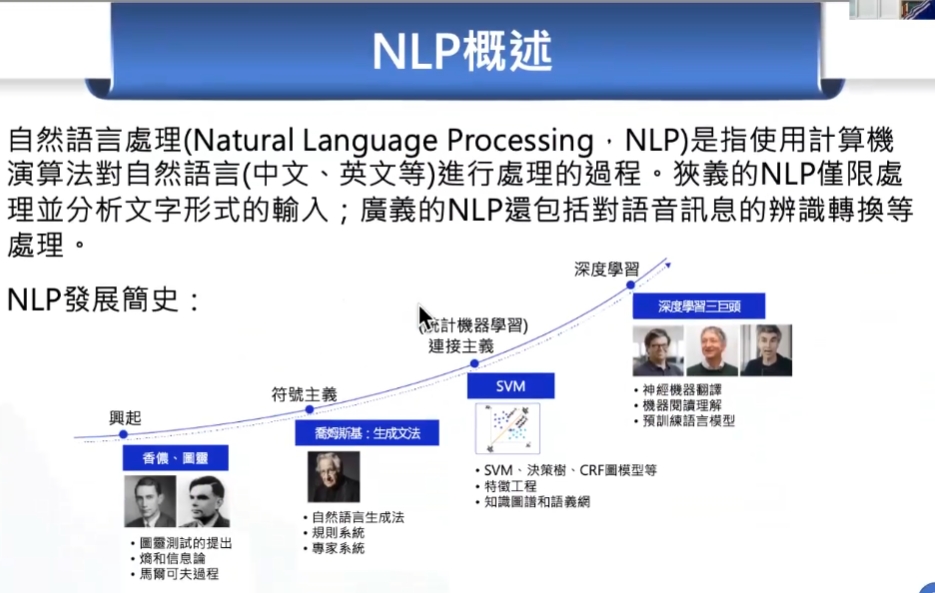 NLP概述
自然語言處理(Natural Language Processing，NLP)是指使用計算機
演算法對自然語言(中文、英文等)進行處理的過程。狹義的NLP僅限處
理並分析文字形式的輸入；廣義的NLP還包括對語音訊息的辨識轉換等
處理。
NLP發展簡史：
興起
香儂、圖靈
• 圖靈測試的提出
• 熵和信息論
• 馬爾可夫過程
符號主義
喬姆斯基：生成文法
• 自然語言生成法
• 規則系統
• 專家系統
統計機器學習)
連接主義
SVM
• SVM、決策樹、CRF圖模型等
• 特徵工程
• 知識圖譜和語義網
深度學習
深度學習三巨頭
• 神經機器翻譯
• 機器閱讀理解
• 預訓練語言模型